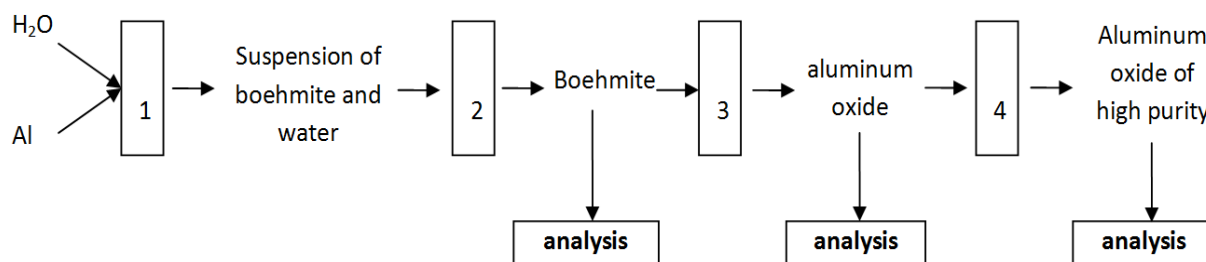 H₂O
Al
1
Suspension of
boehmite and
water
2
Boehmite
3
aluminum
oxide
4
Aluminum
oxide of
high purity
analysis
analysis
analysis